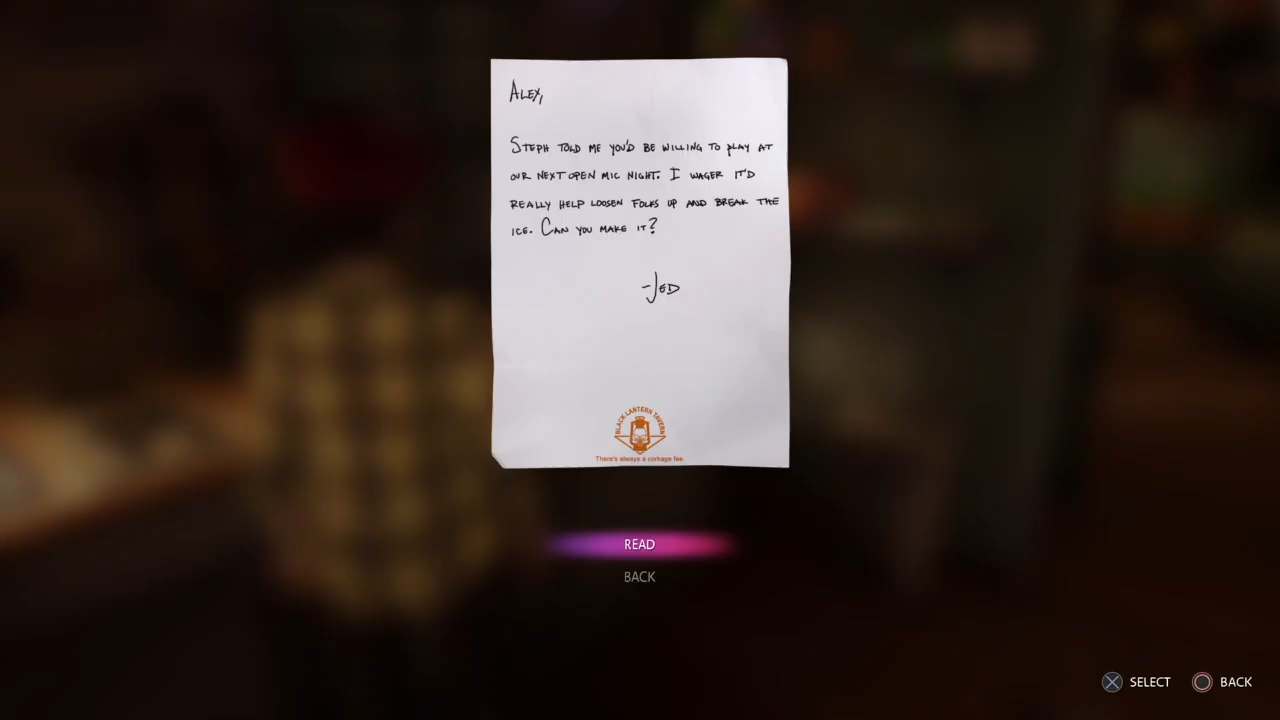 ALEX,
STEPH TOLD ME YOU'D BE WILLING TO PLAY AT
OUR NEXT OPEN MIC NIGHT. I WAGER IT'D
REALLY HELP LOOSEN FOLKS UP AND BREAK THE
ICE. CAN YOU MAKE IT?
-JED
BLACK LANTERN TAVERN
There's always a corkage fee.
READ
BACK
SELECT BACK